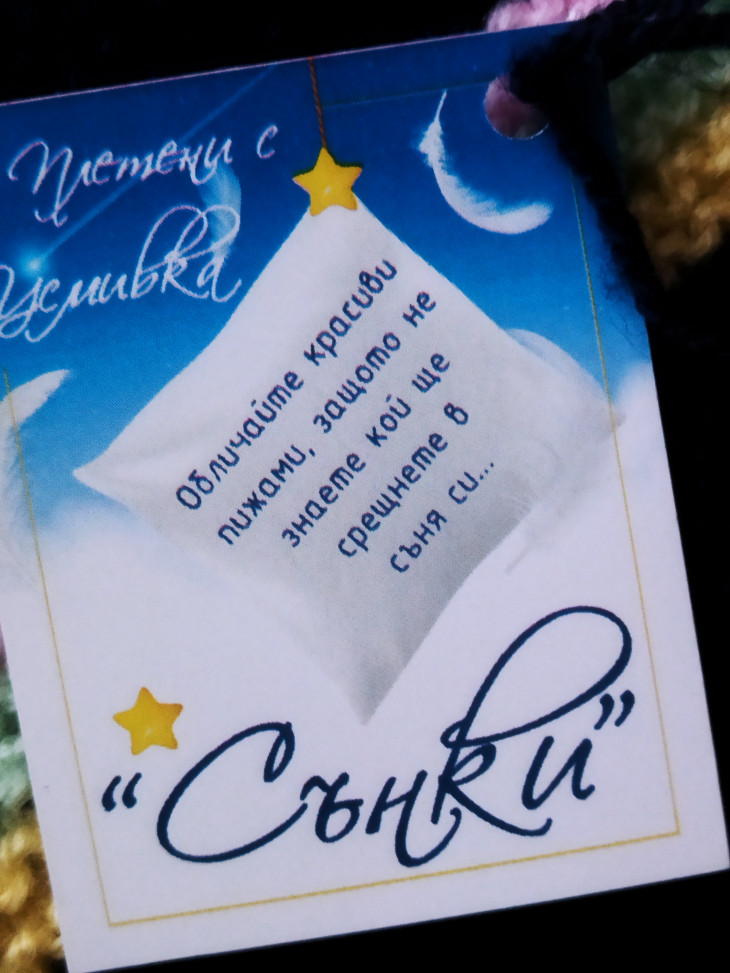 Плетени с
Усмивка
Обличайте красиви
пижами, защото не
знаете кой ще
срещнете в
съня си...
"Сънки"